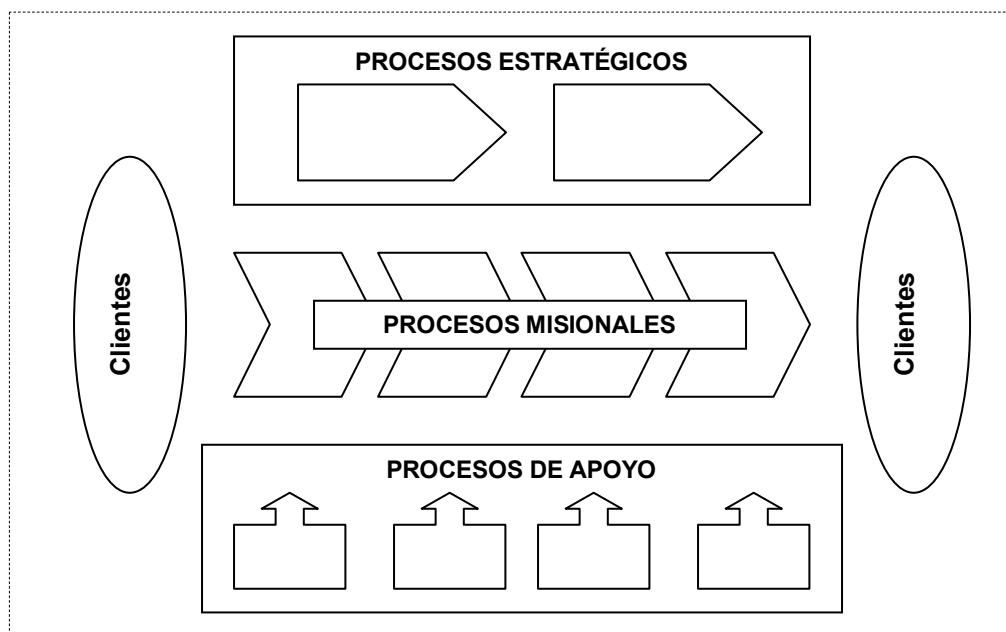 PROCESOS ESTRATÉGICOS
Clientes
PROCESOS MISIONALES
Clientes
PROCESOS DE APOYO